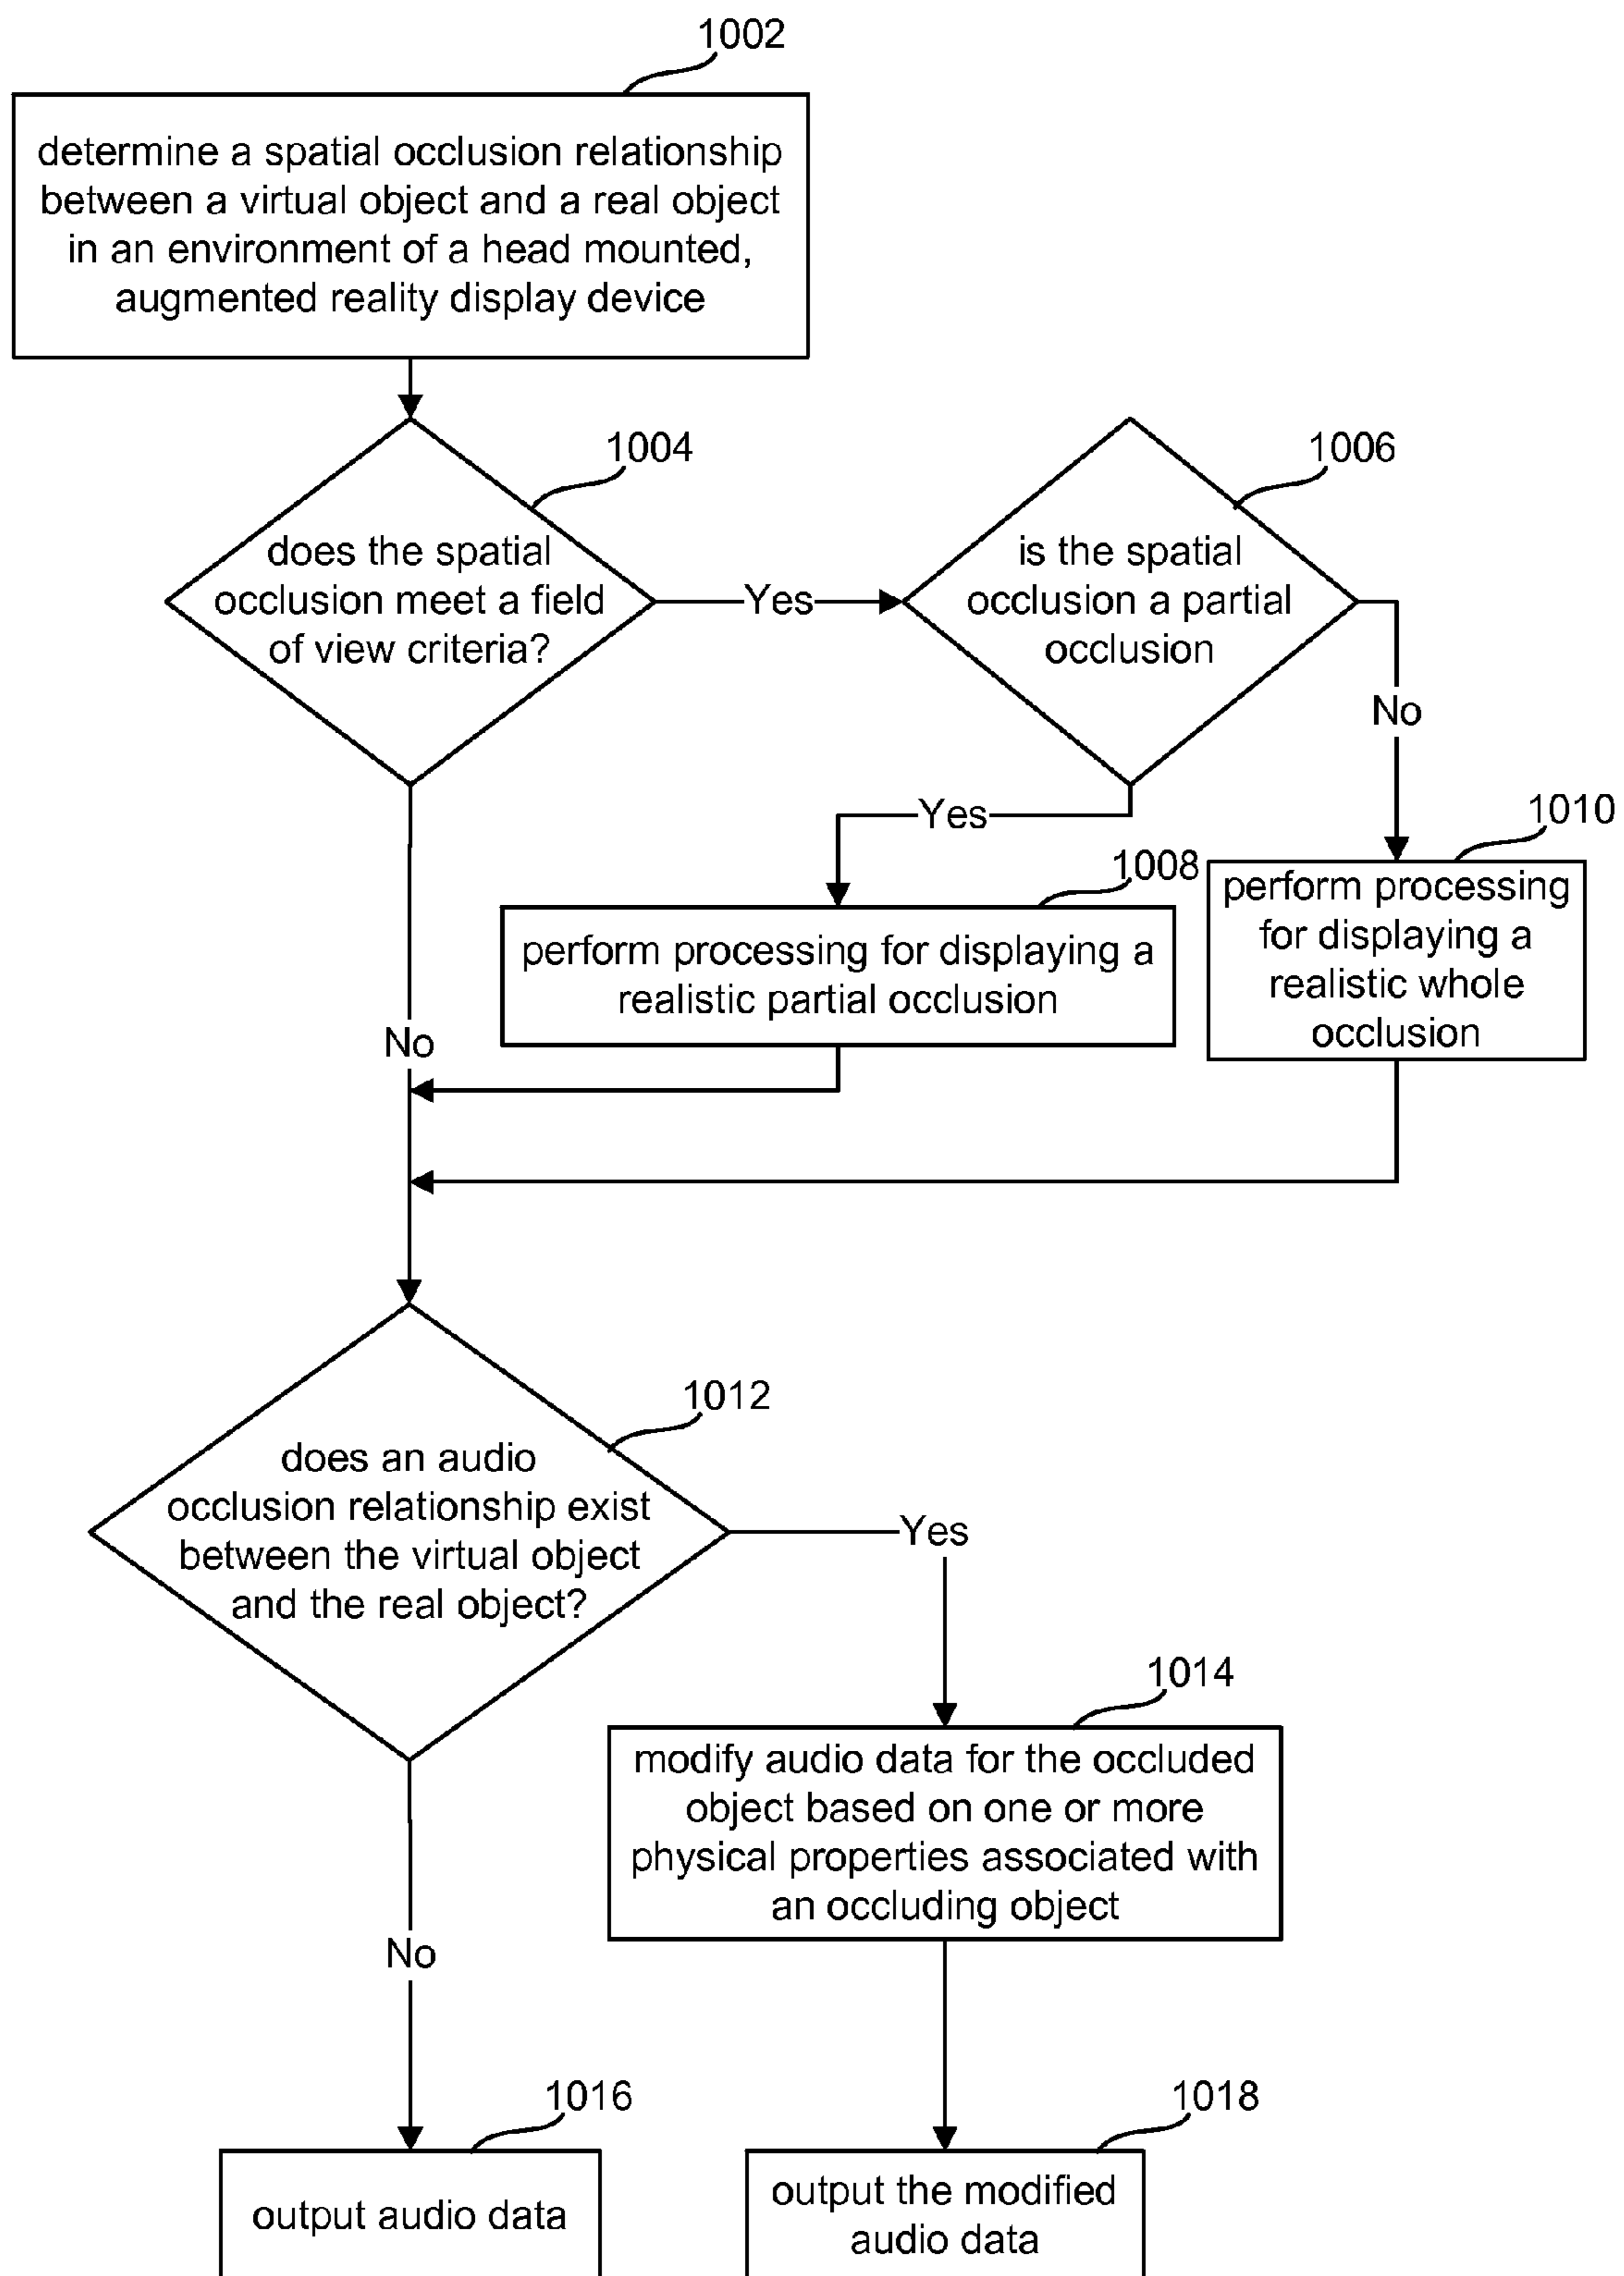 1002
determine a spatial occlusion relationship
between a virtual object and a real object
in an environment of a head mounted,
augmented reality display device
1004
does the spatial
occlusion meet a field
of view criteria?
Yes
1006
is the spatial
occlusion a partial
occlusion
No
Yes
1008
perform processing for displaying a
realistic partial occlusion
1010
perform processing
for displaying a
realistic whole
occlusion
No
1012
does an audio
occlusion relationship exist
between the virtual object
and the real object?
Yes
1014
modify audio data for the occluded
object based on one or more
physical properties associated with
an occluding object
No
1016
output audio data
1018
output the modified
audio data